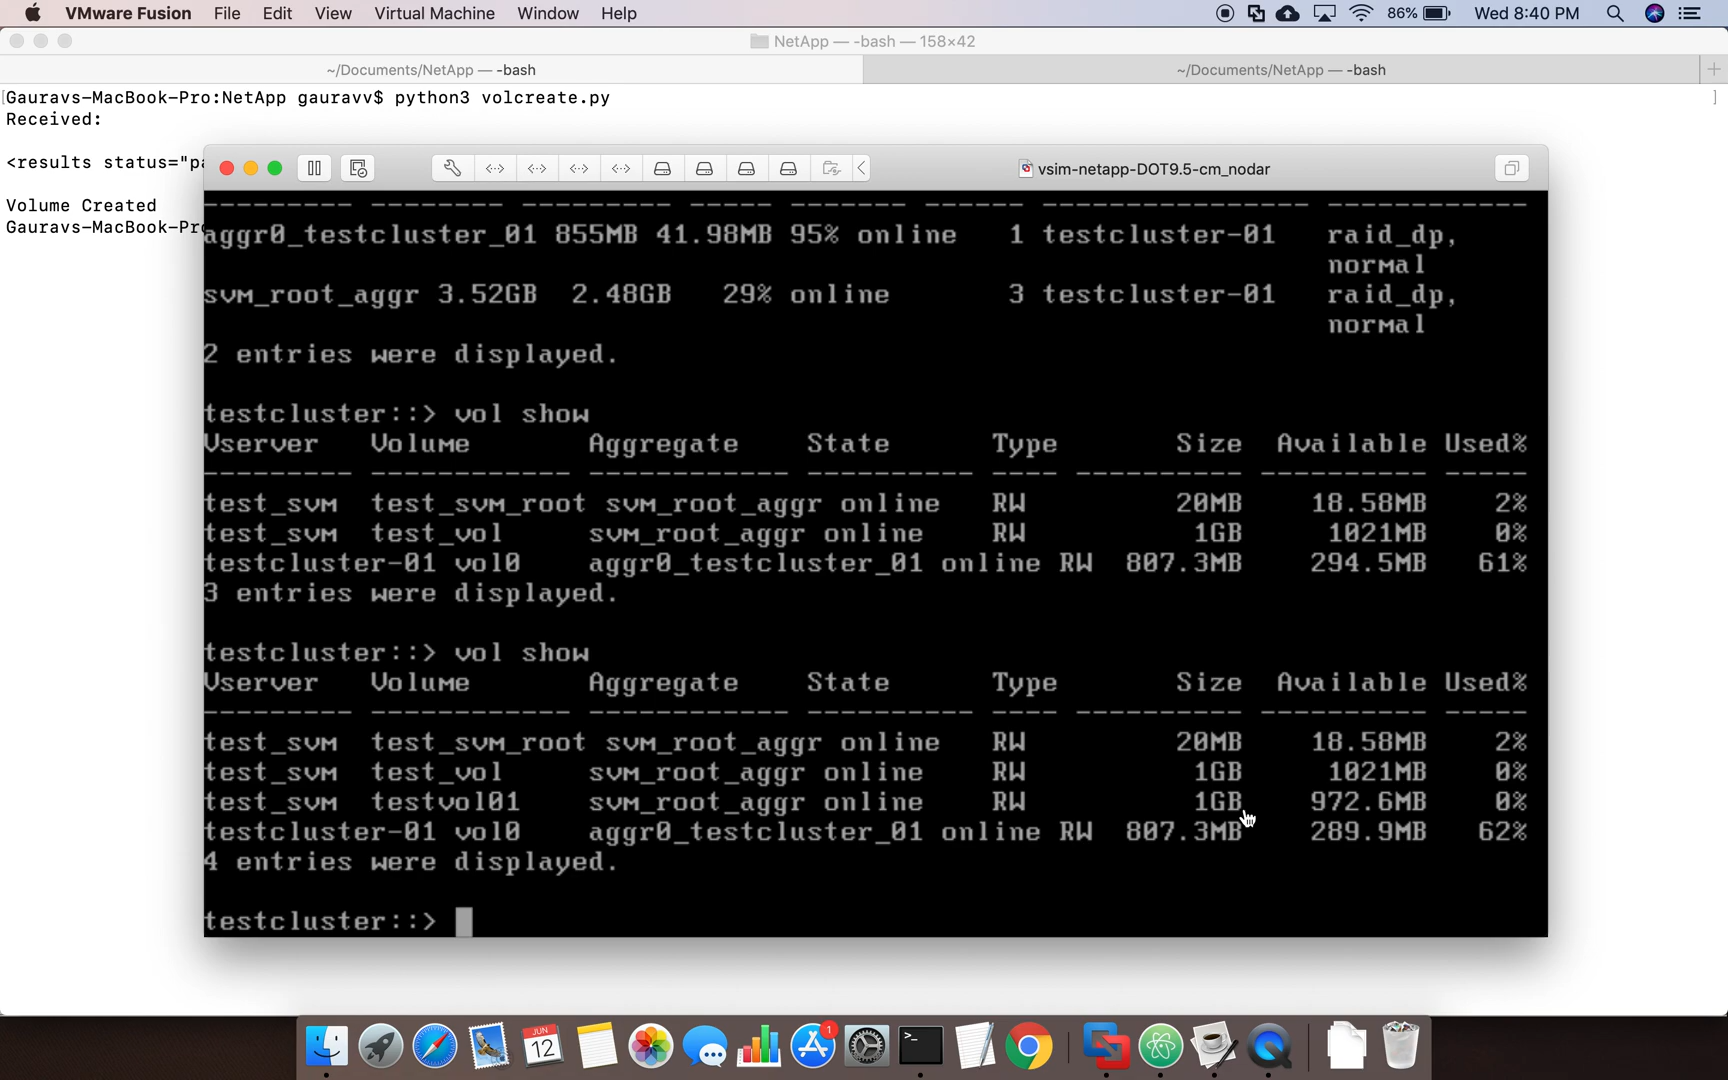 VMware Fusion File Edit View Virtual Machine Window Help 86% Wed 8:40 PM
NetApp — -bash — 158×42
~/Documents/NetApp — -bash ~/Documents/NetApp — -bash
[Gauravs-MacBook-Pro:NetApp gauravv$ python3 volcreate.py ]
Received:
<results status="pa
Volume Created
Gauravs-MacBook-Pro
vsim-netapp-DOT9.5-cm_nodar
--------- -------- --------- ----- ------- ------ ---------------- ------------
aggr0_testcluster_01 855MB 41.98MB 95% online 1 testcluster-01 raid_dp,
normal
svm_root_aggr 3.52GB 2.48GB 29% online 3 testcluster-01 raid_dp,
normal
2 entries were displayed.
testcluster::> vol show
Vserver Volume Aggregate State Type Size Available Used%
--------- ------------ ------------ ---------- ---- ---------- ---------- -----
test_svm test_svm_root svm_root_aggr online RW 20MB 18.58MB 2%
test_svm test_vol svm_root_aggr online RW 1GB 1021MB 0%
testcluster-01 vol0 aggr0_testcluster_01 online RW 807.3MB 294.5MB 61%
3 entries were displayed.
testcluster::> vol show
Vserver Volume Aggregate State Type Size Available Used%
--------- ------------ ------------ ---------- ---- ---------- ---------- -----
test_svm test_svm_root svm_root_aggr online RW 20MB 18.58MB 2%
test_svm test_vol svm_root_aggr online RW 1GB 1021MB 0%
test_svm testvol01 svm_root_aggr online RW 1GB 972.6MB 0%
testcluster-01 vol0 aggr0_testcluster_01 online RW 807.3MB 289.9MB 62%
4 entries were displayed.
testcluster::>
JUN
12
1